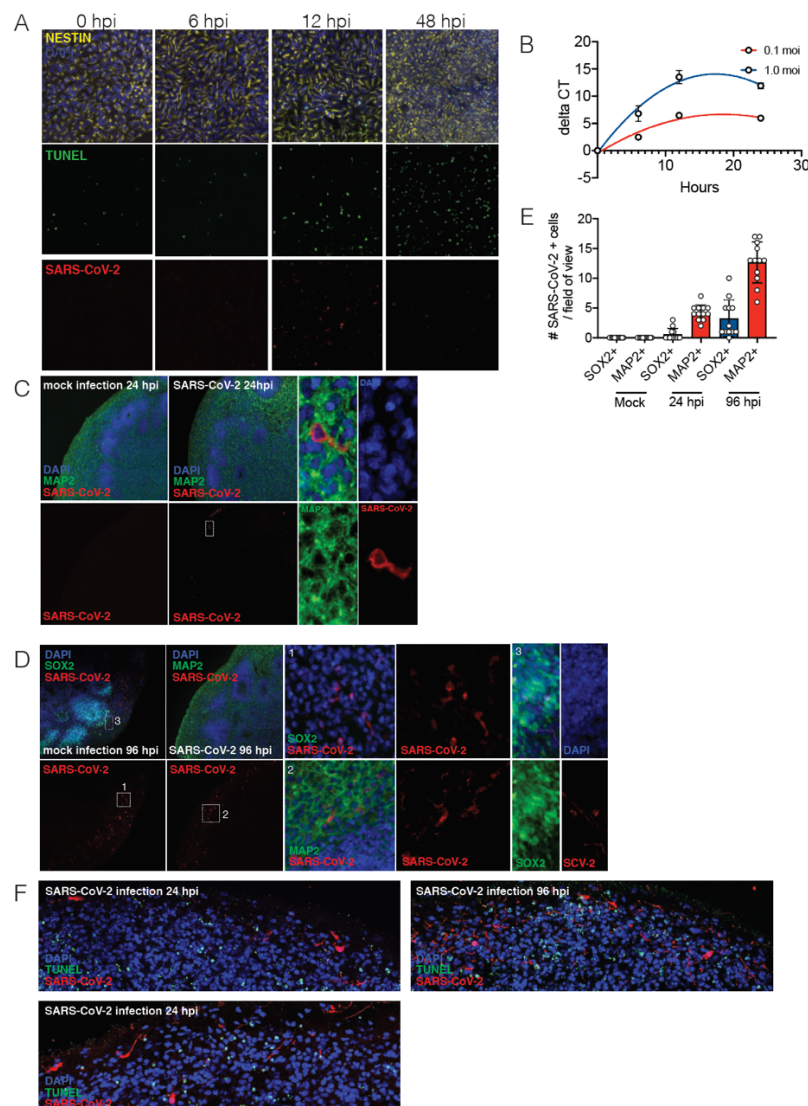 A
0 hpi 6 hpi 12 hpi 48 hpi
NESTIN
DAPI
TUNEL
SARS-CoV-2
B
delta CT
20
15
10
5
0
-5
0 10 20 30
Hours
0.1 moi
1.0 moi
E
# SARS-CoV-2 + cells
/ field of view
20
15
10
5
0
SOX2+ MAP2+ SOX2+ MAP2+ SOX2+ MAP2+
Mock 24 hpi 96 hpi
C
mock infection 24 hpi SARS-CoV-2 24hpi DAPI
DAPI DAPI
MAP2 MAP2
SARS-CoV-2 SARS-CoV-2
MAP2 SARS-CoV-2
SARS-CoV-2 SARS-CoV-2
D
DAPI DAPI 1 3
SOX2 MAP2
SARS-CoV-2 SARS-CoV-2
3
SOX2 DAPI
mock infection 96 hpi SARS-CoV-2 96 hpi SARS-CoV-2 SARS-CoV-2
SARS-CoV-2 SARS-CoV-2 2
1
2
MAP2 SOX2 SCV-2
SARS-CoV-2 SARS-CoV-2
F
SARS-CoV-2 infection 24 hpi SARS-CoV-2 infection 96 hpi
DAPI DAPI
TUNEL TUNEL
SARS-CoV-2 SARS-CoV-2
SARS-CoV-2 infection 24 hpi
DAPI
TUNEL
SARS-CoV-2